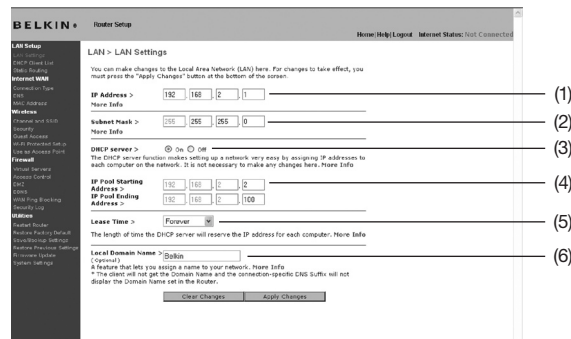 BELKIN
Router Setup
Home|Help|Logout Internet Status: Not Connected
LAN Setup
LAN Settings
DHCP Client List
Static Routing
Internet WAN
Connection Type
DNS
MAC Address
Wireless
Channel and SSID
Security
Guest Access
Wi-Fi Protected Setup
Use as Access Point
Firewall
Virtual Servers
Access Control
DMZ
DDNS
WAN Ping Blocking
Security Log
Utilities
Restart Router
Restore Factory Default
Save/Backup Settings
Restore Previous Settings
Firmware Update
System Settings
LAN > LAN Settings
You can make changes to the Local Area Network (LAN) here. For changes to take effect, you
must press the "Apply Changes" button at the bottom of the screen.
IP Address > 192 . 168 . 2 . 1 (1)
More Info
Subnet Mask > 255 . 255 . 255 . 0 (2)
More Info
DHCP server > On Off (3)
The DHCP server function makes setting up a network very easy by assigning IP addresses to
each computer on the network. It is not necessary to make any changes here. More Info
IP Pool Starting
Address > 192 . 168 . 2 . 2 (4)
IP Pool Ending
Address > 192 . 168 . 2 . 100
Lease Time > Forever (5)
The length of time the DHCP server will reserve the IP address for each computer. More Info
Local Domain Name > Belkin (6)
(Optional)
A feature that lets you assign a name to your network. More Info
* The client will not get the Domain Name and the connection-specific DNS Suffix will not
display the Domain Name set in the Router.
Clear Changes Apply Changes